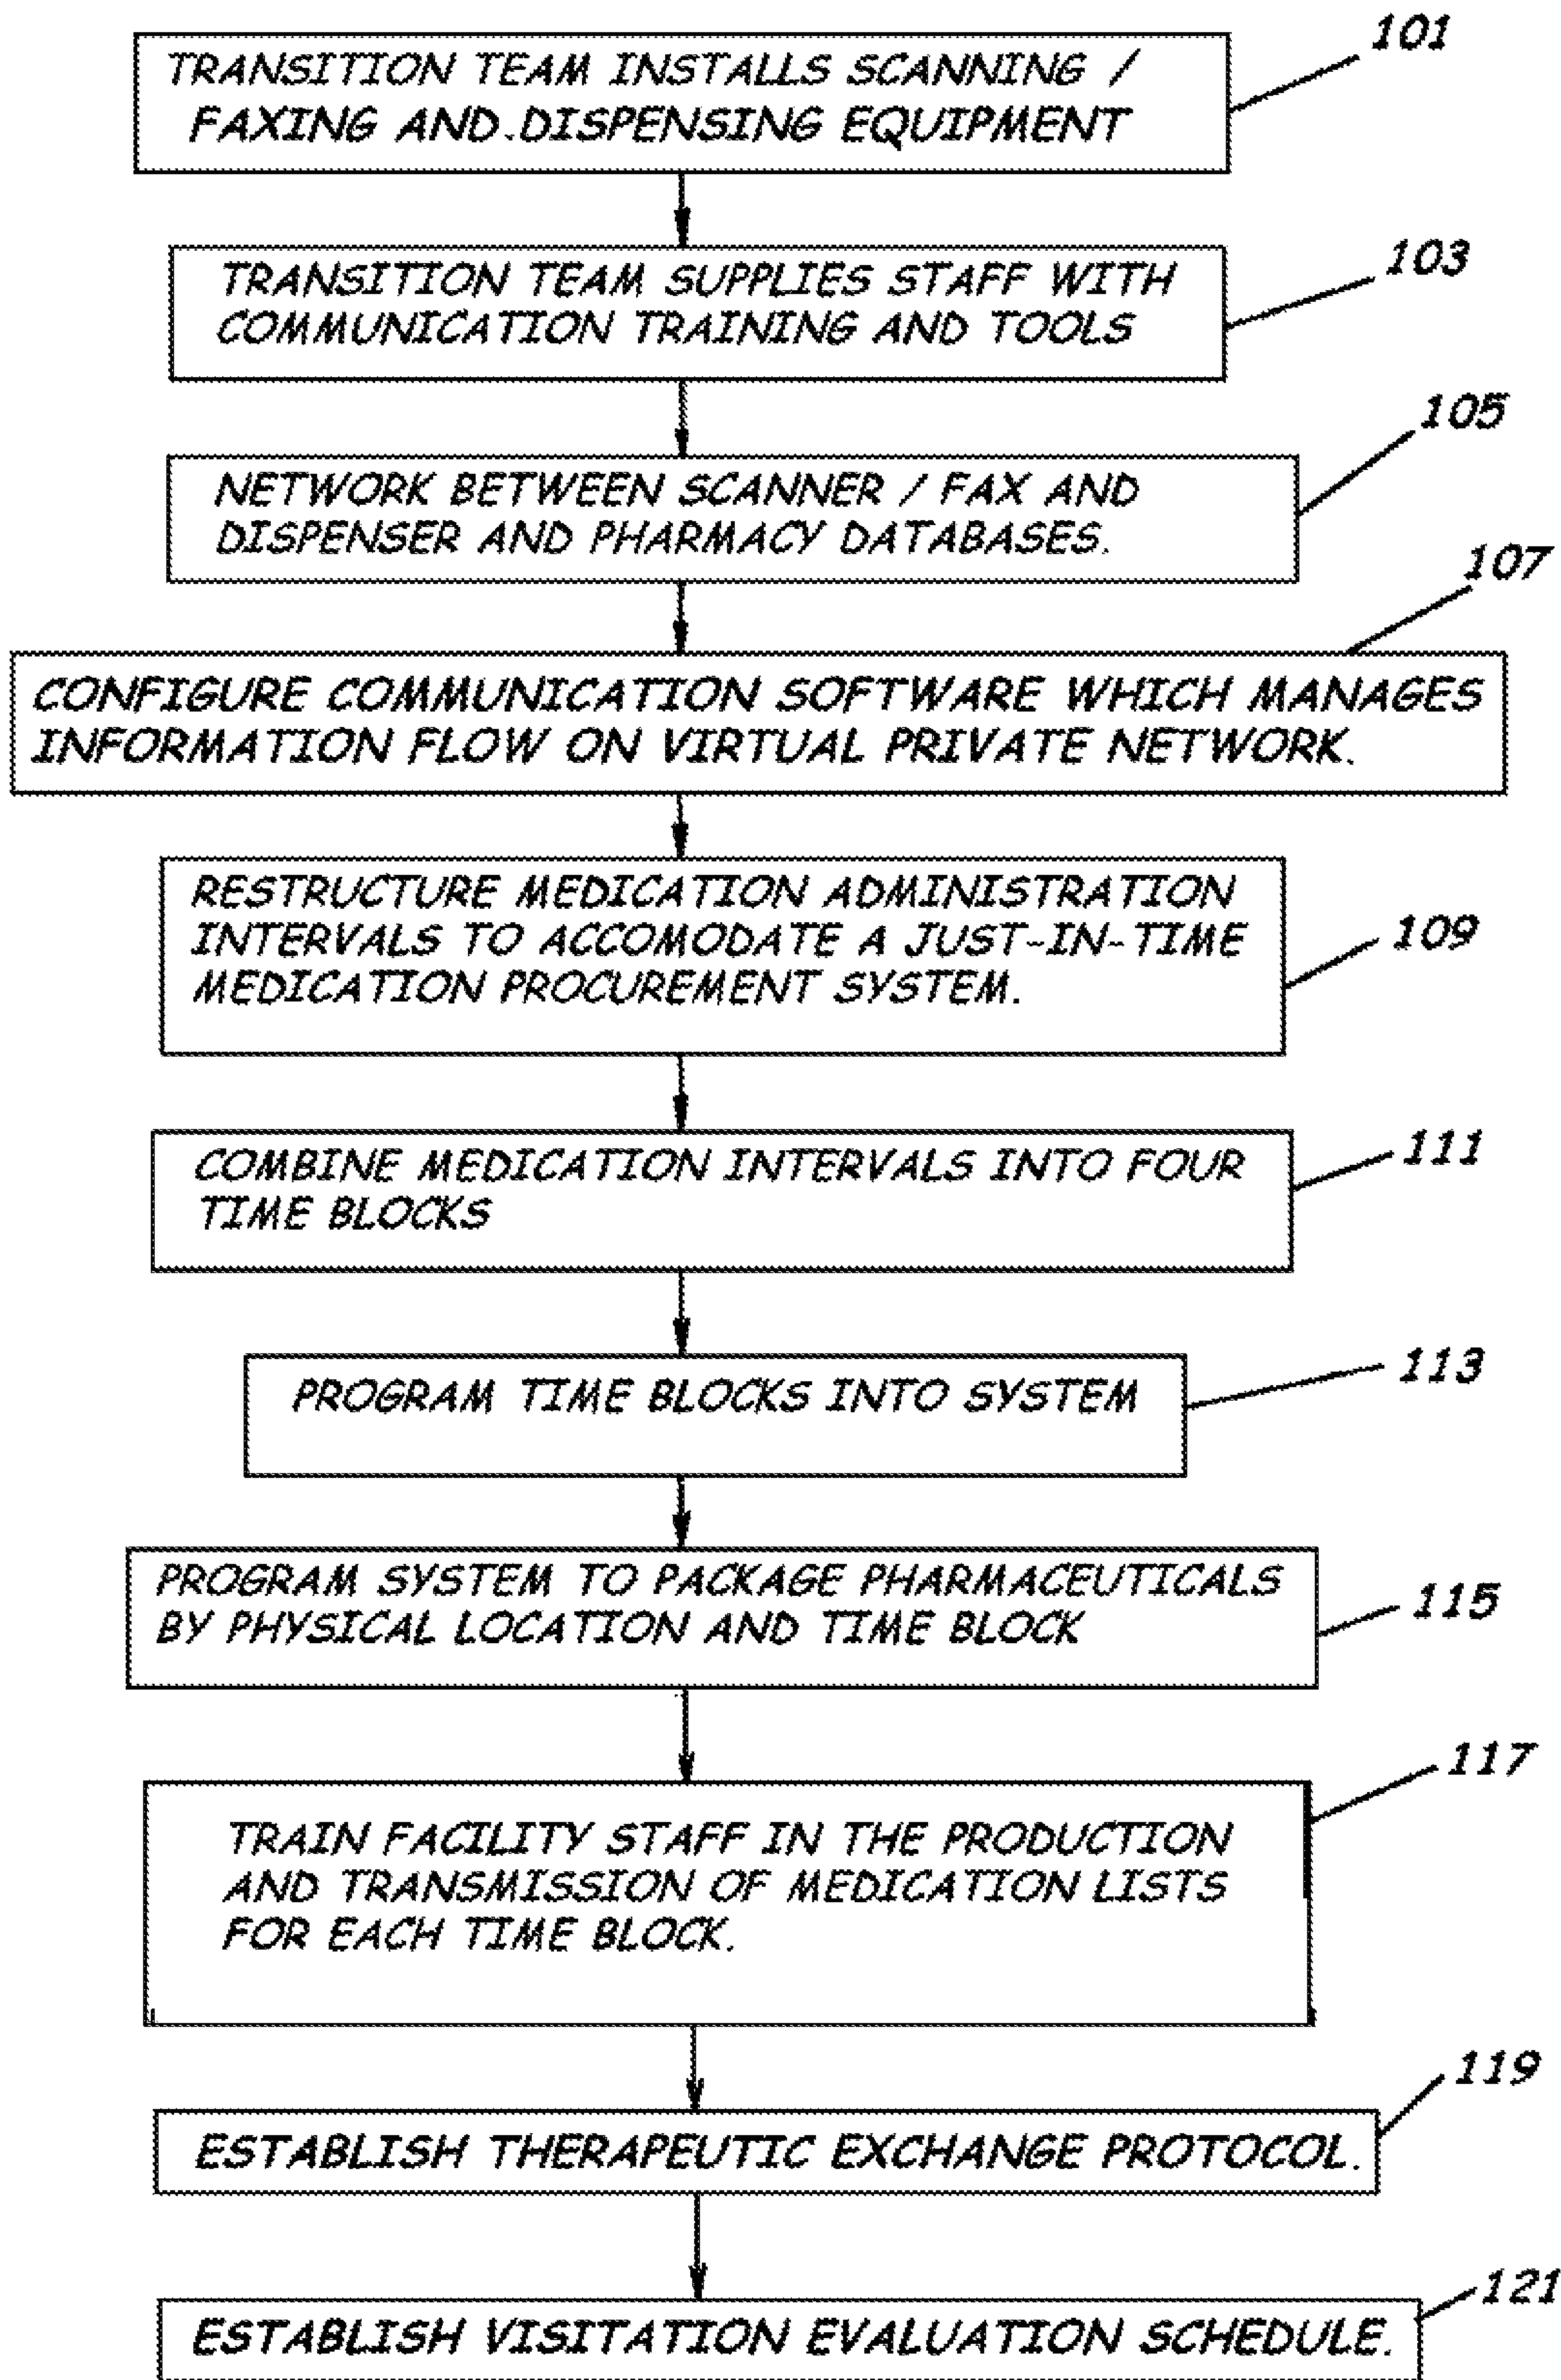 101
TRANSITION TEAM INSTALLS SCANNING /
FAXING AND DISPENSING EQUIPMENT
103
TRANSITION TEAM SUPPLIES STAFF WITH
COMMUNICATION TRAINING AND TOOLS
105
NETWORK BETWEEN SCANNER / FAX AND
DISPENSER AND PHARMACY DATABASES.
107
CONFIGURE COMMUNICATION SOFTWARE WHICH MANAGES
INFORMATION FLOW ON VIRTUAL PRIVATE NETWORK.
RESTRUCTURE MEDICATION ADMINISTRATION
INTERVALS TO ACCOMODATE A JUST-IN-TIME
MEDICATION PROCUREMENT SYSTEM.
109
COMBINE MEDICATION INTERVALS INTO FOUR
TIME BLOCKS
111
PROGRAM TIME BLOCKS INTO SYSTEM
113
PROGRAM SYSTEM TO PACKAGE PHARMACEUTICALS
BY PHYSICAL LOCATION AND TIME BLOCK
115
117
TRAIN FACILITY STAFF IN THE PRODUCTION
AND TRANSMISSION OF MEDICATION LISTS
FOR EACH TIME BLOCK.
119
ESTABLISH THERAPEUTIC EXCHANGE PROTOCOL.
121
ESTABLISH VISITATION EVALUATION SCHEDULE.